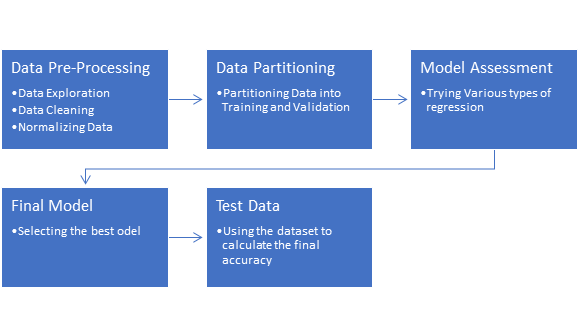 Data Pre-Processing
•Data Exploration
•Data Cleaning
•Normalizing Data
Data Partitioning
•Partitioning Data into
Training and Validation
Model Assessment
•Trying Various types of
regression
Final Model
•Selecting the best odel
Test Data
•Using the dataset to
calculate the final
accuracy